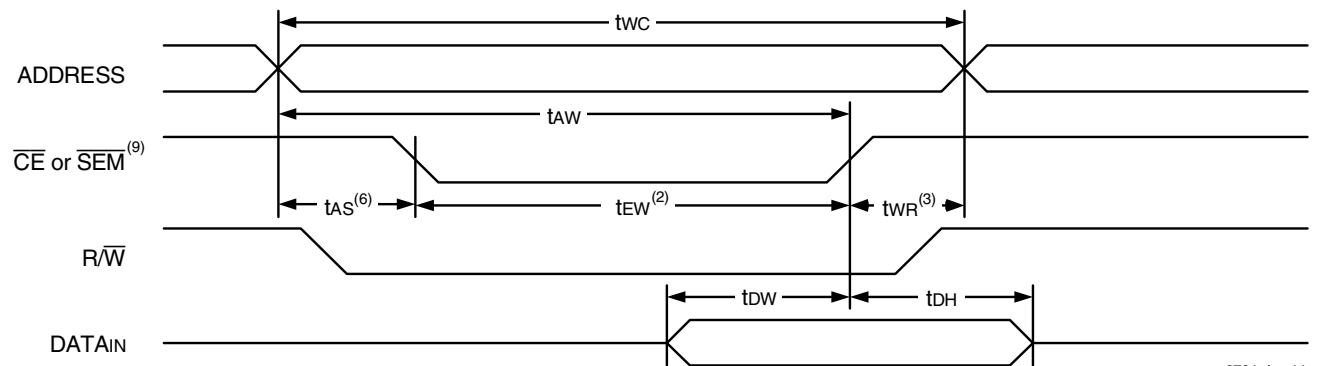 tWC
ADDRESS
tAW
CE or SEM(9)
tAS(6) tEW(2) tWR(3)
R/W
tDW tDH
DATAIN